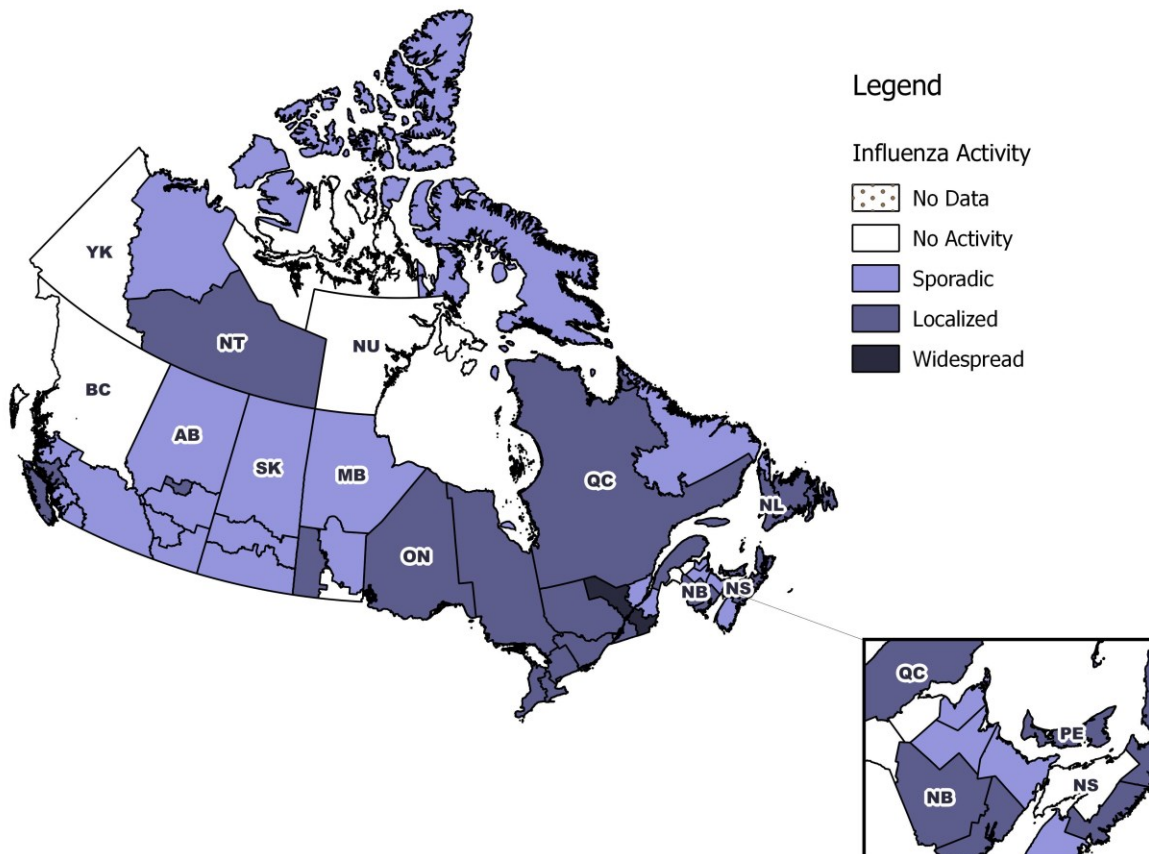 Legend
Influenza Activity
No Data
No Activity
Sporadic
Localized
Widespread
YK
NT
NU
BC
AB
SK
MB
QC
NL
ON
NB
NS
QC
PE
NS
NB